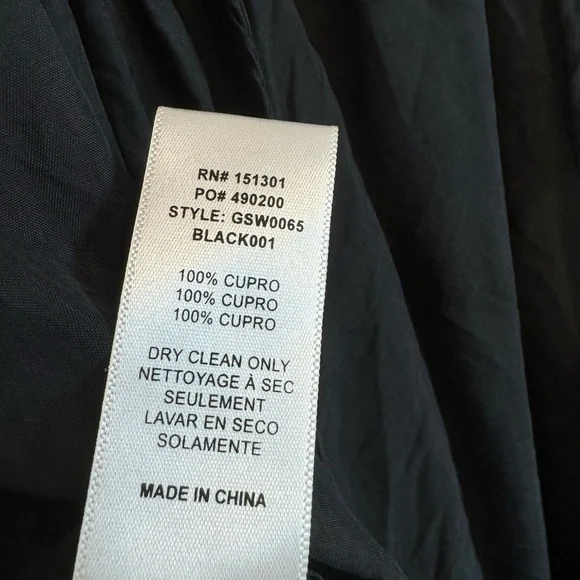 RN# 151301
PO# 490200
STYLE: GSW0065
BLACK001
100% CUPRO
100% CUPRO
100% CUPRO
DRY CLEAN ONLY
NETTOYAGE À SEC
SEULEMENT
LAVAR EN SECO
SOLAMENTE
MADE IN CHINA